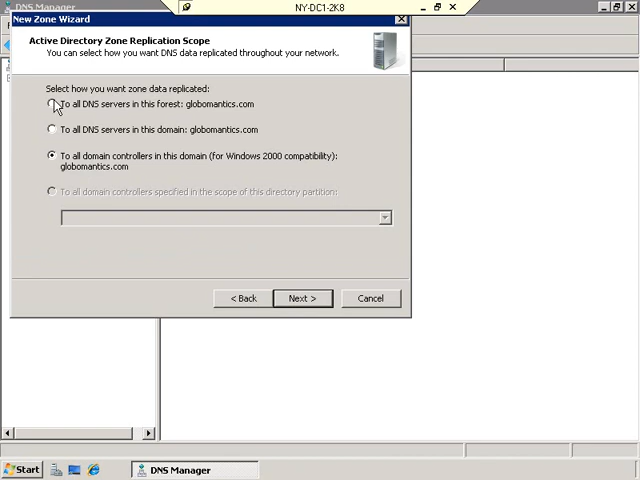 DNS Manager
NY-DC1-2K8
New Zone Wizard
Active Directory Zone Replication Scope
You can select how you want DNS data replicated throughout your network.
Select how you want zone data replicated:
To all DNS servers in this forest: globomantics.com
To all DNS servers in this domain: globomantics.com
To all domain controllers in this domain (for Windows 2000 compatibility):
globomantics.com
To all domain controllers specified in the scope of this directory partition:
< Back
Next >
Cancel
Start
DNS Manager